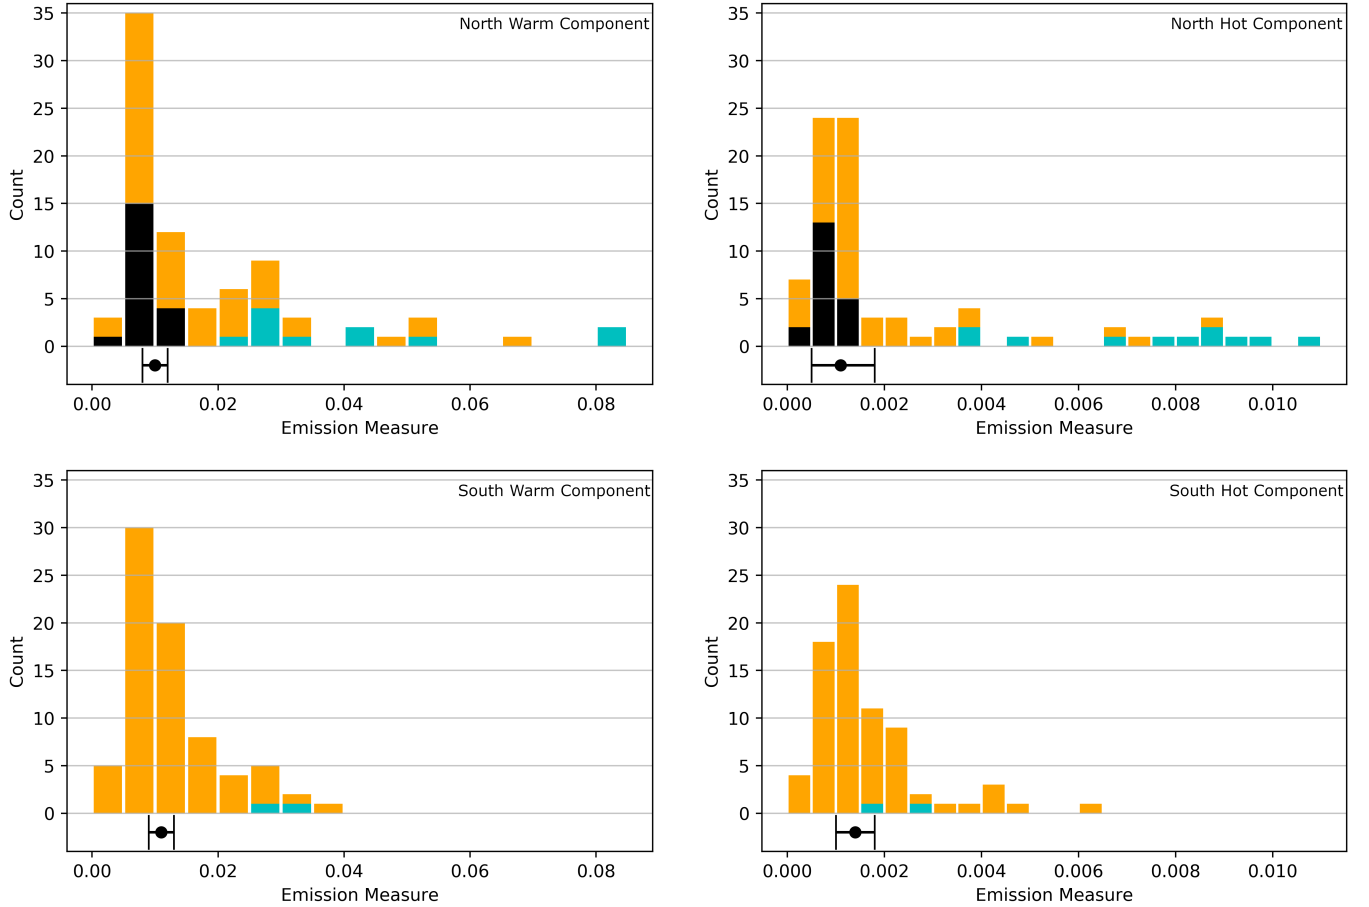 North Warm Component
35
30
25
20
15
10
5
0
Count
0.00 0.02 0.04 0.06 0.08
Emission Measure
North Hot Component
35
30
25
20
15
10
5
0
Count
0.000 0.002 0.004 0.006 0.008 0.010
Emission Measure
South Warm Component
35
30
25
20
15
10
5
0
Count
0.00 0.02 0.04 0.06 0.08
Emission Measure
South Hot Component
35
30
25
20
15
10
5
0
Count
0.000 0.002 0.004 0.006 0.008 0.010
Emission Measure